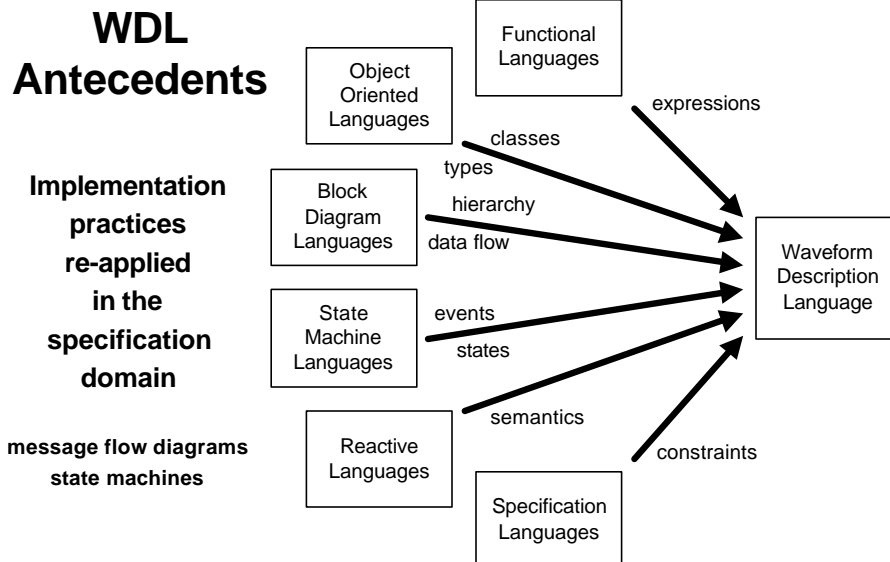 WDL
Antecedents
Implementation
practices
re-applied
in the
specification
domain
message flow diagrams
state machines
Functional
Languages
expressions
Object
Oriented
Languages
classes
types
Block
Diagram
Languages
hierarchy
data flow
State
Machine
Languages
events
states
Reactive
Languages
semantics
Specification
Languages
constraints
Waveform
Description
Language